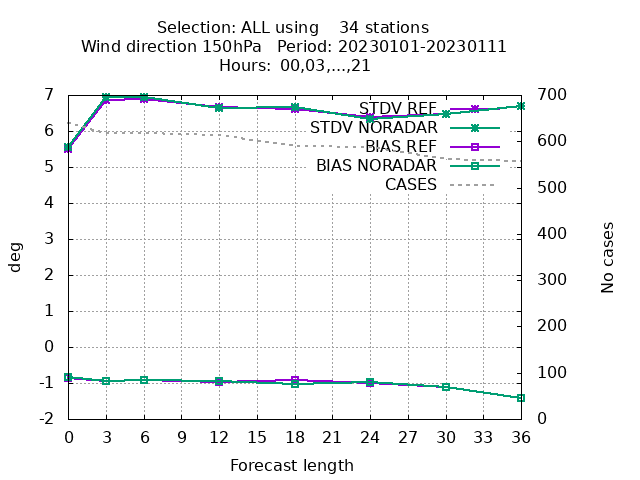 Selection: ALL using    34 stations
Wind direction 150hPa   Period: 20230101-20230111
Hours:  00,03,...,21
7 700
STDV REF
STDV NORADAR
6 600
BIAS REF
BIAS NORADAR
5 500
CASES
4
3 400
deg
No cases
2 300
1
0 200
-1 100
-2 0
0 3 6 9 12 15 18 21 24 27 30 33 36
Forecast length